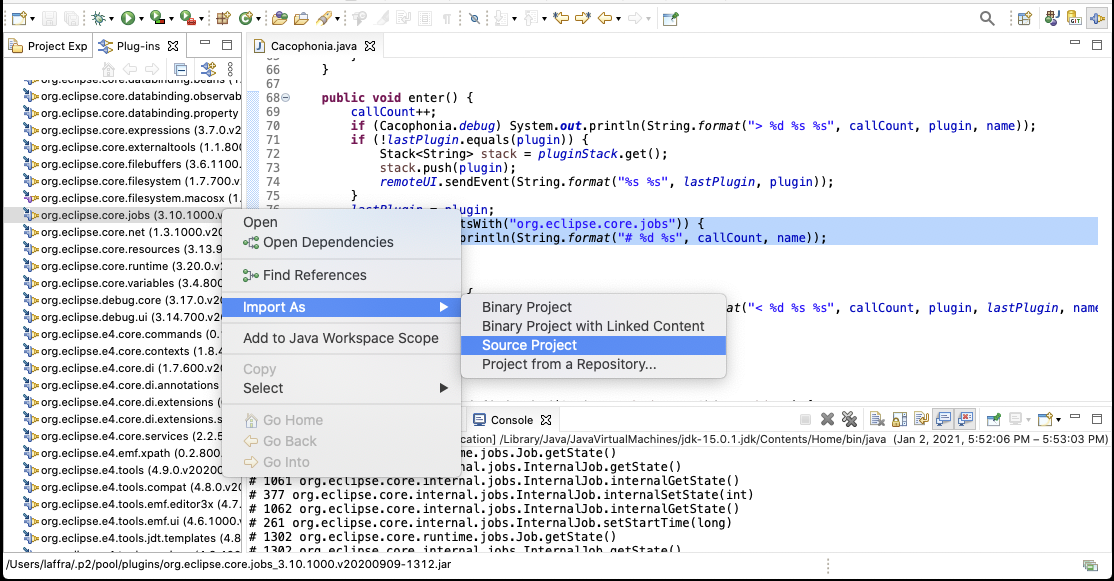 Project Exp
Plug-ins
org.eclipse.core.databinding.beans (1.
org.eclipse.core.databinding.observab
org.eclipse.core.databinding.property
org.eclipse.core.expressions (3.7.0.v2
org.eclipse.core.externaltools (1.1.800
org.eclipse.core.filebuffers (3.6.1100.
org.eclipse.core.filesystem (1.7.700.v
org.eclipse.core.filesystem.macosx (1.
org.eclipse.core.jobs (3.10.1000.v
org.eclipse.core.net (1.3.1000.v20
org.eclipse.core.resources (3.13.9
org.eclipse.core.runtime (3.20.0.v
org.eclipse.core.variables (3.4.800
org.eclipse.debug.core (3.17.0.v20
org.eclipse.debug.ui (3.14.700.v20
org.eclipse.e4.core.commands (0.
org.eclipse.e4.core.contexts (1.8.4
org.eclipse.e4.core.di (1.7.600.v20
org.eclipse.e4.core.di.annotations
org.eclipse.e4.core.di.extensions (
org.eclipse.e4.core.di.extensions.s
org.eclipse.e4.core.services (2.2.5
org.eclipse.e4.emf.xpath (0.2.800.
org.eclipse.e4.tools (4.9.0.v20200
org.eclipse.e4.tools.compat (4.8.0.v2
org.eclipse.e4.tools.emf.editor3x (4.7.
org.eclipse.e4.tools.emf.ui (4.6.1000.
org.eclipse.e4.tools.jdt.templates (4.8
Cacophonia.java
66 }
67
68 public void enter() {
69 callCount++;
70 if (Cacophonia.debug) System.out.println(String.format("> %d %s %s", callCount, plugin, name));
71 if (!lastPlugin.equals(plugin)) {
72 Stack<String> stack = pluginStack.get();
73 stack.push(plugin);
74 remoteUI.sendEvent(String.format("%s %s", lastPlugin, plugin));
75 }
76 lastPlugin = plugin;
tsWith("org.eclipse.core.jobs")) {
println(String.format("# %d %s", callCount, name));
{
at("< %d %s %s", callCount, plugin, lastPlugin, name
Open
Open Dependencies
Find References
Import As
Add to Java Workspace Scope
Copy
Select
Go Home
Go Back
Go Into
Binary Project
Binary Project with Linked Content
Source Project
Project from a Repository...
Console
cation] /Library/Java/JavaVirtualMachines/jdk-15.0.1.jdk/Contents/Home/bin/java (Jan 2, 2021, 5:52:06 PM – 5:53:03 PM)
me.jobs.Job.getState()
nal.jobs.InternalJob.getState()
# 1061 org.eclipse.core.internal.jobs.InternalJob.internalGetState()
# 377 org.eclipse.core.internal.jobs.InternalJob.internalSetState(int)
# 1062 org.eclipse.core.internal.jobs.InternalJob.internalGetState()
# 261 org.eclipse.core.internal.jobs.InternalJob.setStartTime(long)
# 1302 org.eclipse.core.runtime.jobs.Job.getState()
# 1302 org.eclipse.core.internal.jobs.InternalJob.getState()
/Users/laffra/.p2/pool/plugins/org.eclipse.core.jobs_3.10.1000.v20200909-1312.jar